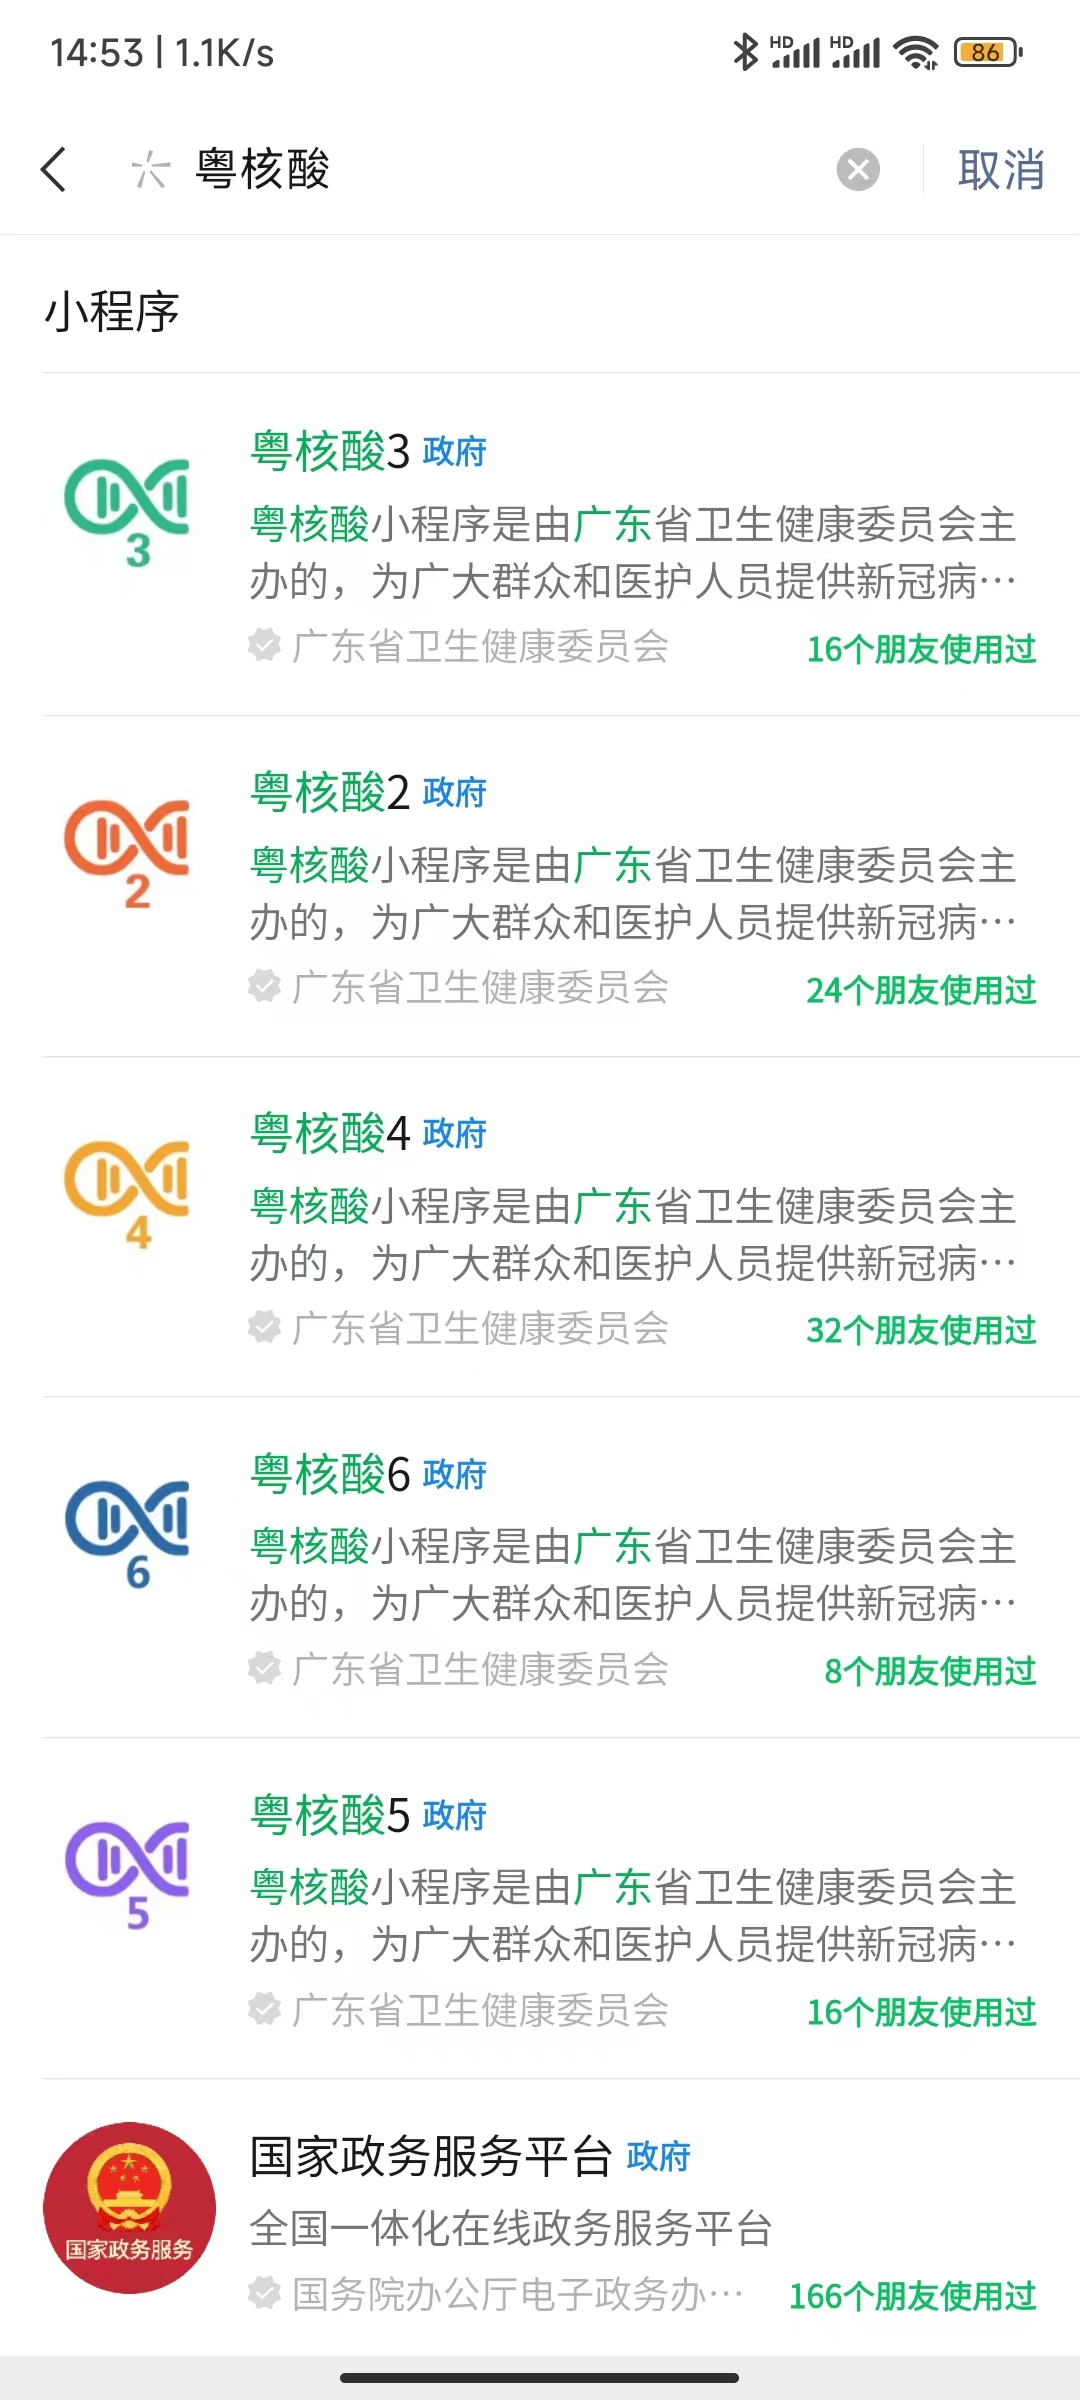 14:53 | 1.1K/s HD HD 86
粤核酸 取消
小程序
粤核酸3 政府
粤核酸小程序是由广东省卫生健康委员会主
办的，为广大群众和医护人员提供新冠病…
广东省卫生健康委员会 16个朋友使用过
3
粤核酸2 政府
粤核酸小程序是由广东省卫生健康委员会主
办的，为广大群众和医护人员提供新冠病…
广东省卫生健康委员会 24个朋友使用过
2
粤核酸4 政府
粤核酸小程序是由广东省卫生健康委员会主
办的，为广大群众和医护人员提供新冠病…
广东省卫生健康委员会 32个朋友使用过
4
粤核酸6 政府
粤核酸小程序是由广东省卫生健康委员会主
办的，为广大群众和医护人员提供新冠病…
广东省卫生健康委员会 8个朋友使用过
6
粤核酸5 政府
粤核酸小程序是由广东省卫生健康委员会主
办的，为广大群众和医护人员提供新冠病…
广东省卫生健康委员会 16个朋友使用过
5
国家政务服务平台 政府
全国一体化在线政务服务平台
国家政务服务
国务院办公厅电子政务办… 166个朋友使用过